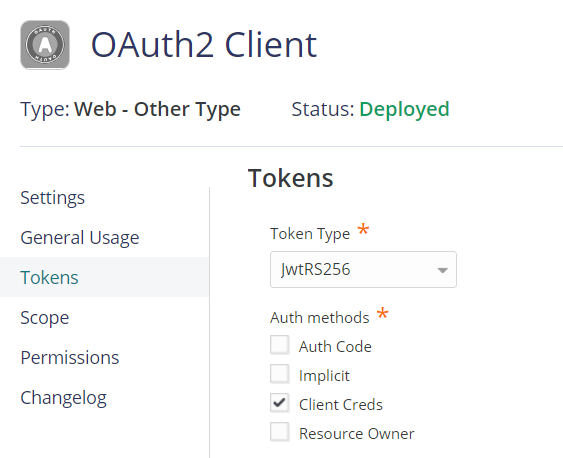 OAuth2 Client
Type: Web - Other Type Status: Deployed
Settings
General Usage
Tokens
Scope
Permissions
Changelog
Tokens
Token Type *
JwtRS256
Auth methods *
Auth Code
Implicit
Client Creds
Resource Owner